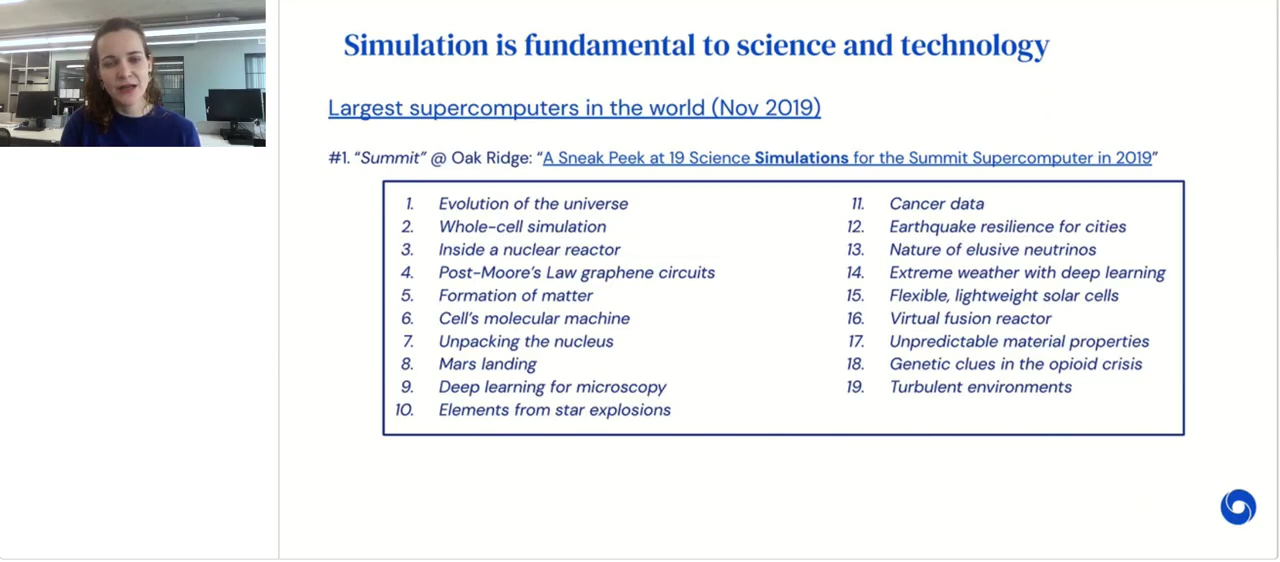 Simulation is fundamental to science and technology
Largest supercomputers in the world (Nov 2019)
#1. "Summit" @ Oak Ridge: "A Sneak Peek at 19 Science Simulations for the Summit Supercomputer in 2019"
1. Evolution of the universe
2. Whole-cell simulation
3. Inside a nuclear reactor
4. Post-Moore's Law graphene circuits
5. Formation of matter
6. Cell's molecular machine
7. Unpacking the nucleus
8. Mars landing
9. Deep learning for microscopy
10. Elements from star explosions
11. Cancer data
12. Earthquake resilience for cities
13. Nature of elusive neutrinos
14. Extreme weather with deep learning
15. Flexible, lightweight solar cells
16. Virtual fusion reactor
17. Unpredictable material properties
18. Genetic clues in the opioid crisis
19. Turbulent environments